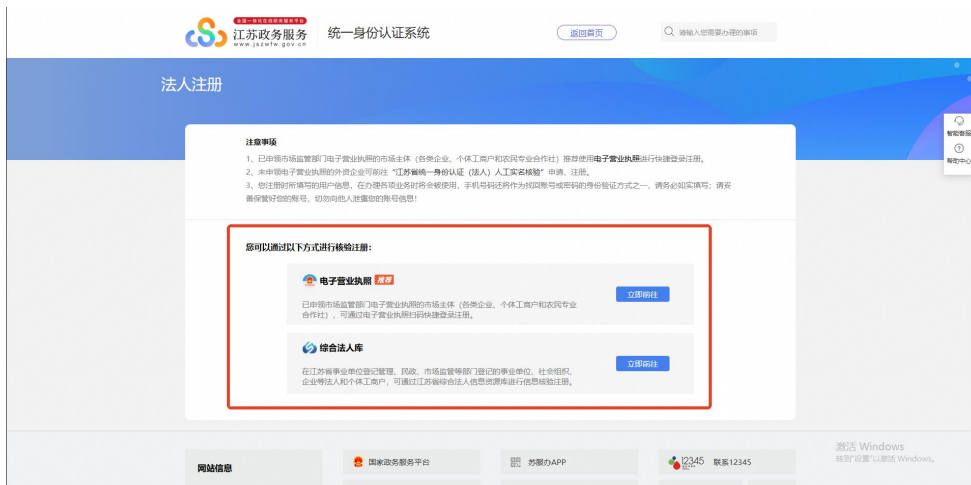 全国一体化在线政务服务平台
江苏政务服务
www.jszwfw.gov.cn
统一身份认证系统
返回首页
请输入您需要办理的事项
法人注册
智能客服
帮助中心
注意事项
1、已申领市场监管部门电子营业执照的市场主体（各类企业、个体工商户和农民专业合作社）推荐使用电子营业执照进行快捷登录注册。
2、未申领电子营业执照的外资企业可前往“江苏省统一身份认证（法人）人工实名核验”申请、注册。
3、您注册时所填写的用户信息，在办理各项业务时将会被使用，手机号码还将作为找回账号或密码的身份验证方式之一，请务必如实填写；请妥
善保管好您的账号，切勿向他人泄露您的账号信息！
您可以通过以下方式进行核验注册：
电子营业执照 推荐
已申领市场监管部门电子营业执照的市场主体（各类企业、个体工商户和农民专业
合作社），可通过电子营业执照扫码快捷登录注册。
立即前往
综合法人库
在江苏省事业单位登记管理、民政、市场监管等部门登记的事业单位、社会组织、
企业等法人和个体工商户，可通过江苏省综合法人信息资源库进行信息核验注册。
立即前往
网站信息
国家政务服务平台
苏服办APP
12345 联系12345
激活 Windows
转到“设置”以激活 Windows。